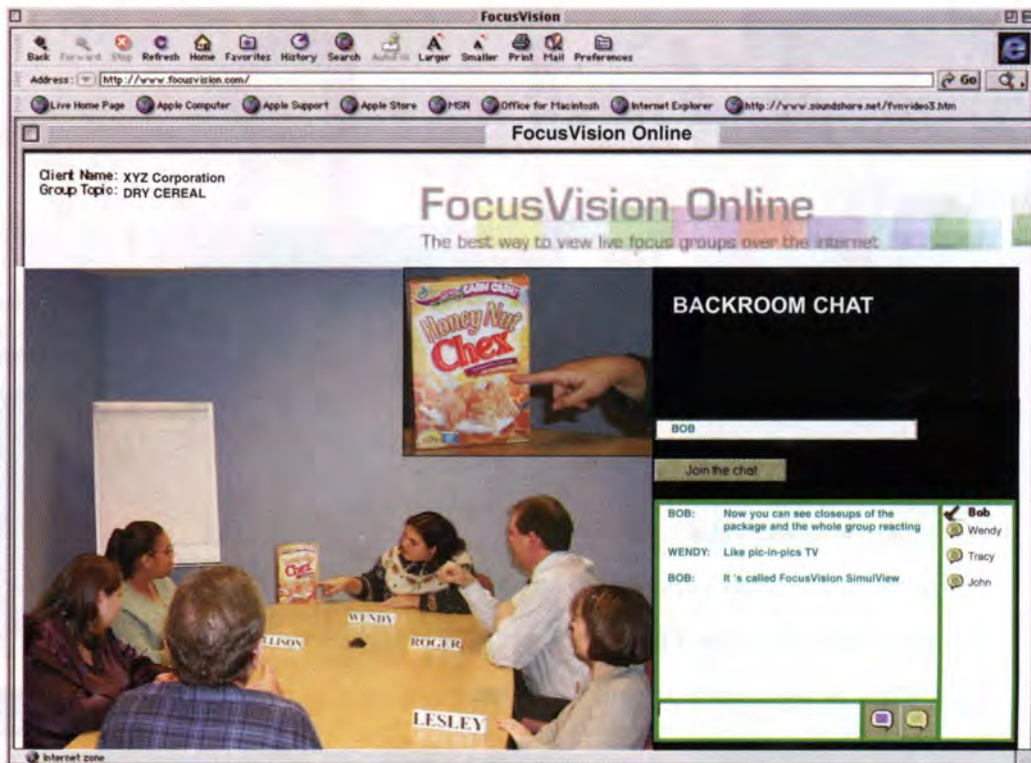 FocusVision
Back Forward Stop Refresh Home Favorites History Search AutoFill Larger Smaller Print Mail Preferences
Address: http://www.focusvision.com/ Go
Live Home Page Apple Computer Apple Support Apple Store MSN Office for Macintosh Internet Explorer http://www.soundshore.net/fvmvideo3.htm
FocusVision Online
Client Name: XYZ Corporation
Group Topic: DRY CEREAL
FocusVision Online
The best way to view live focus groups over the internet
CASH
Honey Nut
Chex
BACKROOM CHAT
BOB
Join the chat
BOB: Now you can see closeups of the
package and the whole group reacting
WENDY: Like pic-in-pics TV
BOB: It 's called FocusVision SimulView
Bob
Wendy
Tracy
John
Chex
WENDY
LISON
ROGER
LESLEY
Internet zone